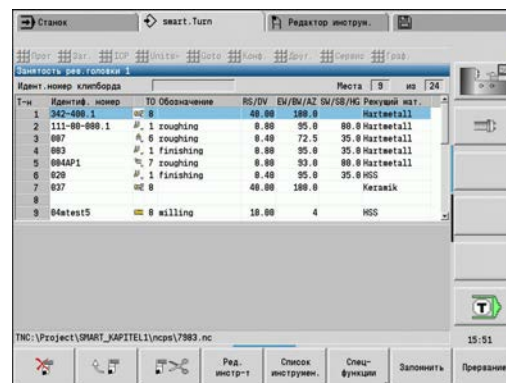 Станок smart.Turn Редактор инструм.
Прог Заг. ICP Units» Goto Конф Друг. Сервис Граф.
Занятость рев.головки 1
Идент.номер клипборда Места 9 из 24
Т-н Идентиф. номер ТО Обозначение RS/DV EW/BW/AZ SW/SB/HG Режущий мат.
1 342-400.1 8 40.00 180.0 Hartmetall
2 111-80-080.1 1 roughing 0.80 95.0 80.0 Hartmetall
3 007 6 roughing 0.40 72.5 35.0 Hartmetall
4 003 1 finishing 0.80 95.0 35.0 Hartmetall
5 004AP1 7 roughing 0.80 93.0 80.0 Hartmetall
6 020 1 finishing 0.40 95.0 35.0 HSS
7 037 8 40.00 180.0 Keramik
8
9 04mtest5 8 milling 10.00 4 HSS
T
TNC:\Project\SMART_KAPITEL1\ncps\7983.nc
15:51
Ред. инстр-т
Список инструмен.
Спец- функции
Запомнить
Прервание